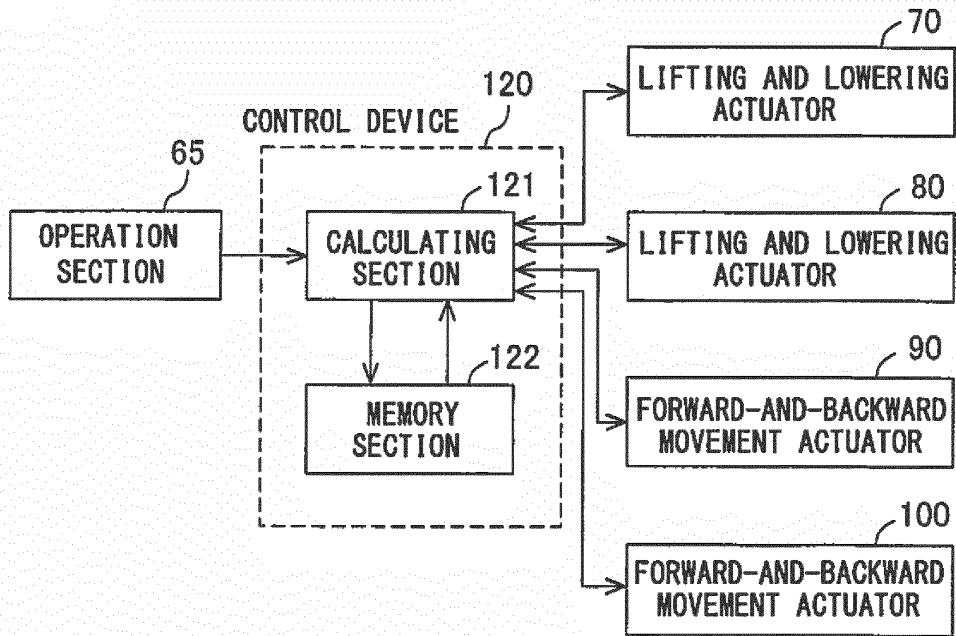 70
LIFTING AND LOWERING
ACTUATOR
120
CONTROL DEVICE
65
OPERATION
SECTION
121
CALCULATING
SECTION
80
LIFTING AND LOWERING
ACTUATOR
122
MEMORY
SECTION
90
FORWARD-AND-BACKWARD
MOVEMENT ACTUATOR
100
FORWARD-AND-BACKWARD
MOVEMENT ACTUATOR